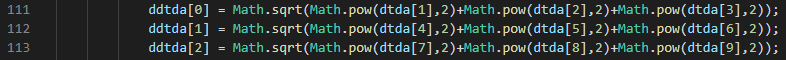 111 ddtda[0] = Math.sqrt(Math.pow(dtda[1],2)+Math.pow(dtda[2],2)+Math.pow(dtda[3],2));
112 ddtda[1] = Math.sqrt(Math.pow(dtda[4],2)+Math.pow(dtda[5],2)+Math.pow(dtda[6],2));
113 ddtda[2] = Math.sqrt(Math.pow(dtda[7],2)+Math.pow(dtda[8],2)+Math.pow(dtda[9],2));